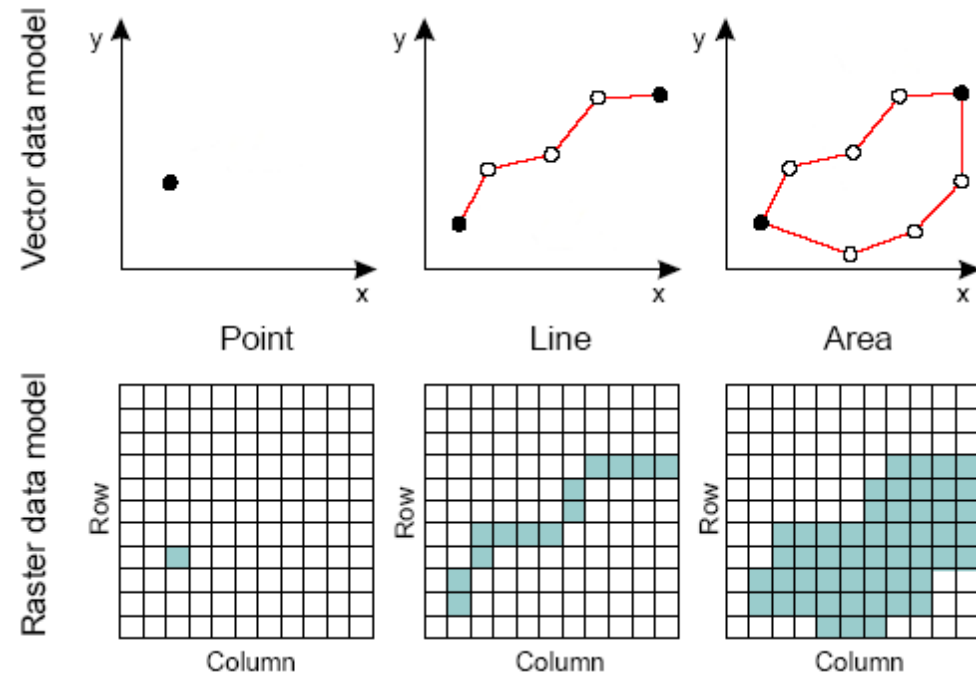 Vector data model
y
x
y
x
y
x
Point
Line
Area
Raster data model
Row
Column
Row
Column
Row
Column